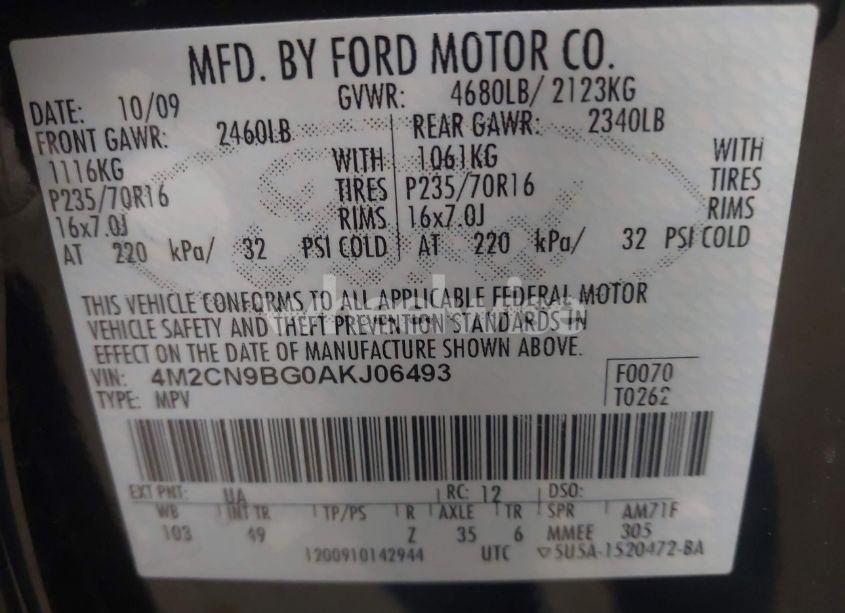 MFD. BY FORD MOTOR CO.
DATE: 10/09 GVWR: 4680LB/ 2123KG
FRONT GAWR: 2460LB REAR GAWR: 2340LB
1116KG WITH 1061KG WITH
P235/70R16 TIRES P235/70R16 TIRES
16x7.0J RIMS 16x7.0J RIMS
AT 220 kPa/ 32 PSI COLD AT 220 kPa/ 32 PSI COLD
THIS VEHICLE CONFORMS TO ALL APPLICABLE FEDERAL MOTOR
VEHICLE SAFETY AND THEFT PREVENTION STANDARDS IN
EFFECT ON THE DATE OF MANUFACTURE SHOWN ABOVE.
VIN: 4M2CN9BG0AKJ06493 F0070
TYPE: MPV T0262
EXT PNT: UA RC: 12 DSO:
WB INT TR TP/PS R AXLE TR SPR AM71F
103 49 Z 35 6 MMEE 305
1200910142944 UTC 5U5A-1520472-BA